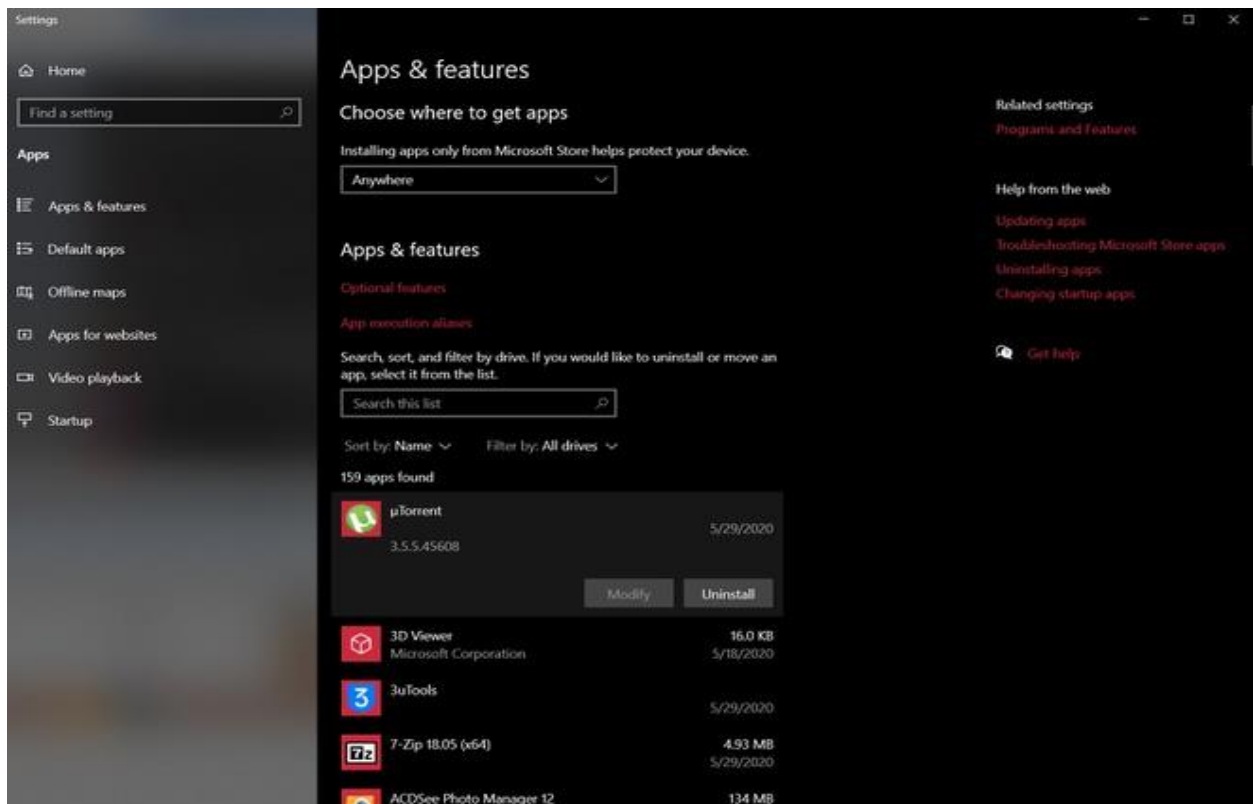 Settings
Home
Find a setting
Apps
Apps & features
Default apps
Offline maps
Apps for websites
Video playback
Startup
Apps & features
Choose where to get apps
Installing apps only from Microsoft Store helps protect your device.
Anywhere
Apps & features
Optional features
App execution aliases
Search, sort, and filter by drive. If you would like to uninstall or move an
app, select it from the list.
Search this list
Sort by: Name Filter by: All drives
159 apps found
µTorrent
5/29/2020
3.5.5.45608
Modify Uninstall
3D Viewer 16.0 KB
Microsoft Corporation 5/18/2020
3uTools
5/29/2020
7-Zip 18.05 (x64) 4.93 MB
5/29/2020
ACDSee Photo Manager 12 134 MB
Related settings
Programs and Features
Help from the web
Updating apps
Troubleshooting Microsoft Store apps
Uninstalling apps
Changing startup apps
Get help